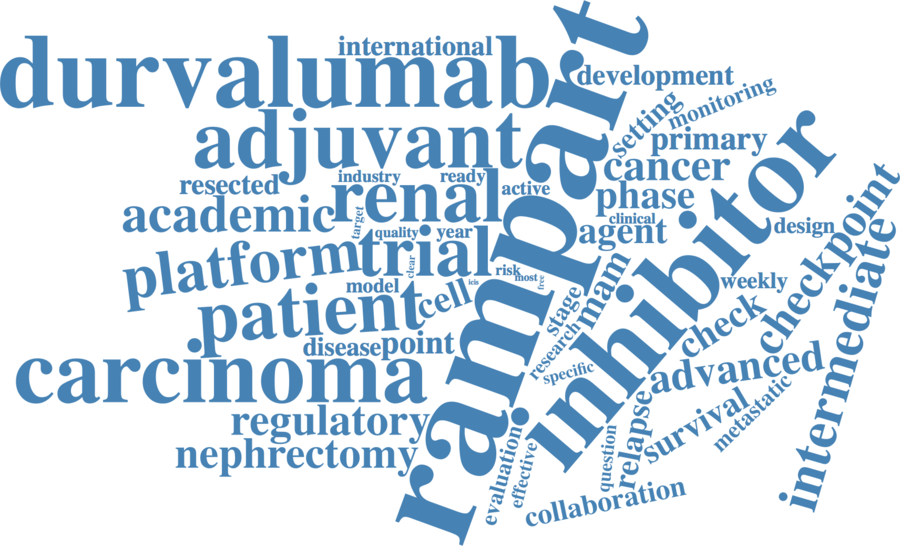 international
durvalumab
rampart
development
monitoring
setting
adjuvant
primary
cancer
inhibitor
industry
ready
resected
renal
active
phase
academic
target
quality
year
clinical
agent
design
checkpoint
platform
trial
clear
risk
most
free
mam
weekly
intermediate
model
cell
icis
patient
stage
check
disease
point
research
specific
carcinoma
advanced
regulatory
relapse
survival
metastatic
nephrectomy
evaluation
effective
question
collaboration